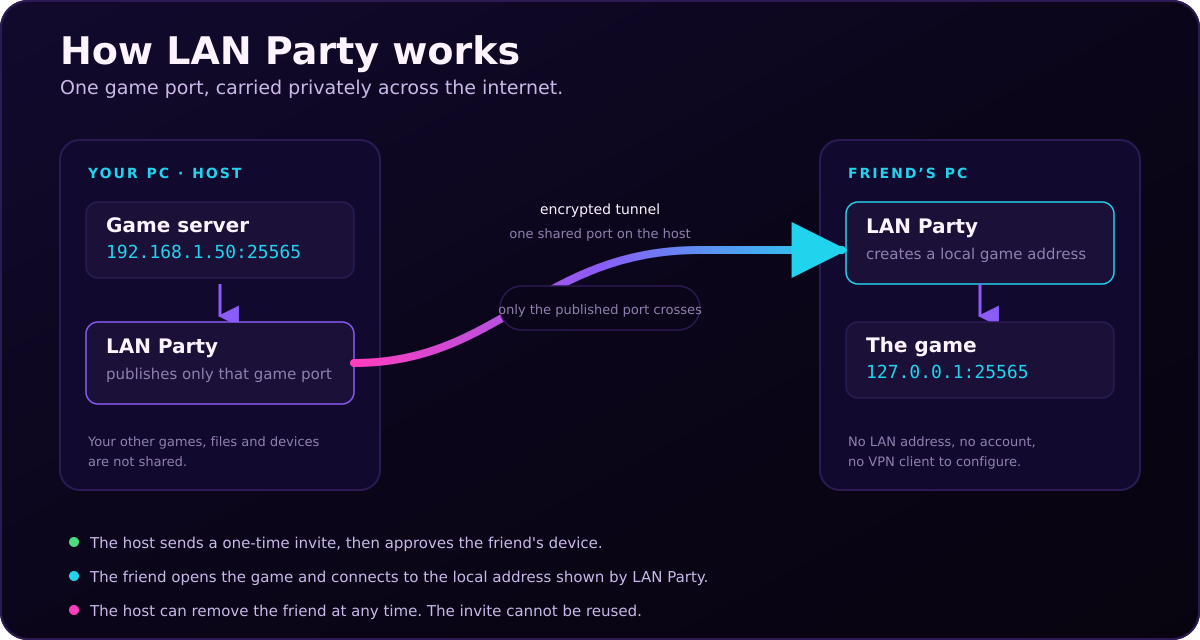 How LAN Party works
One game port, carried privately across the internet.
YOUR PC · HOST
Game server
192.168.1.50:25565
LAN Party
publishes only that game port
Your other games, files and devices
are not shared.
encrypted tunnel
one shared port on the host
only the published port crosses
FRIEND’S PC
LAN Party
creates a local game address
The game
127.0.0.1:25565
No LAN address, no account,
no VPN client to configure.
The host sends a one-time invite, then approves the friend's device.
The friend opens the game and connects to the local address shown by LAN Party.
The host can remove the friend at any time. The invite cannot be reused.